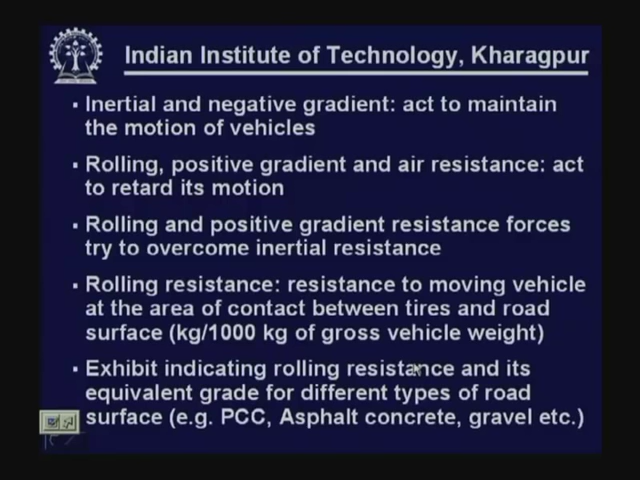 Indian Institute of Technology, Kharagpur
▪ Inertial and negative gradient: act to maintain
the motion of vehicles
▪ Rolling, positive gradient and air resistance: act
to retard its motion
▪ Rolling and positive gradient resistance forces
try to overcome inertial resistance
▪ Rolling resistance: resistance to moving vehicle
at the area of contact between tires and road
surface (kg/1000 kg of gross vehicle weight)
▪ Exhibit indicating rolling resistance and its
equivalent grade for different types of road
surface (e.g. PCC, Asphalt concrete, gravel etc.)